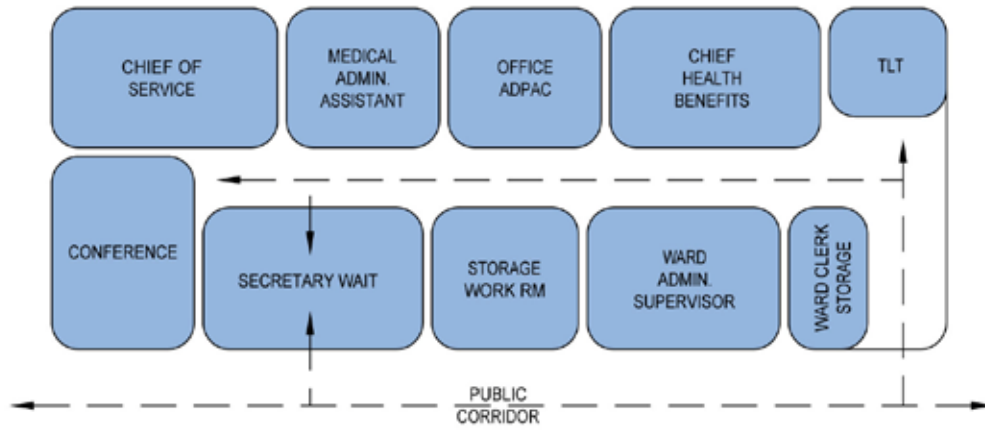 CHIEF OF
SERVICE
MEDICAL
ADMIN.
ASSISTANT
OFFICE
ADPAC
CHIEF
HEALTH
BENEFITS
TLT
CONFERENCE
SECRETARY WAIT
STORAGE
WORK RM
WARD
ADMIN.
SUPERVISOR
WARD CLERK
STORAGE
PUBLIC
CORRIDOR